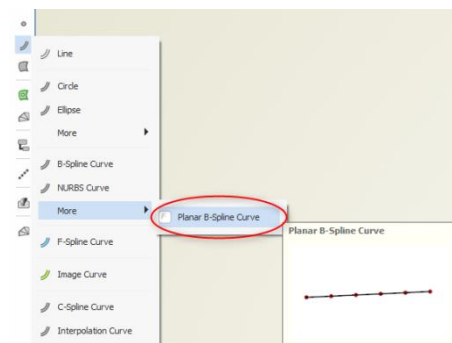 Line
Circle
Ellipse
More
B-Spline Curve
NURBS Curve
More
Planar B-Spline Curve
Planar B-Spline Curve
F-Spline Curve
Image Curve
C-Spline Curve
Interpolation Curve